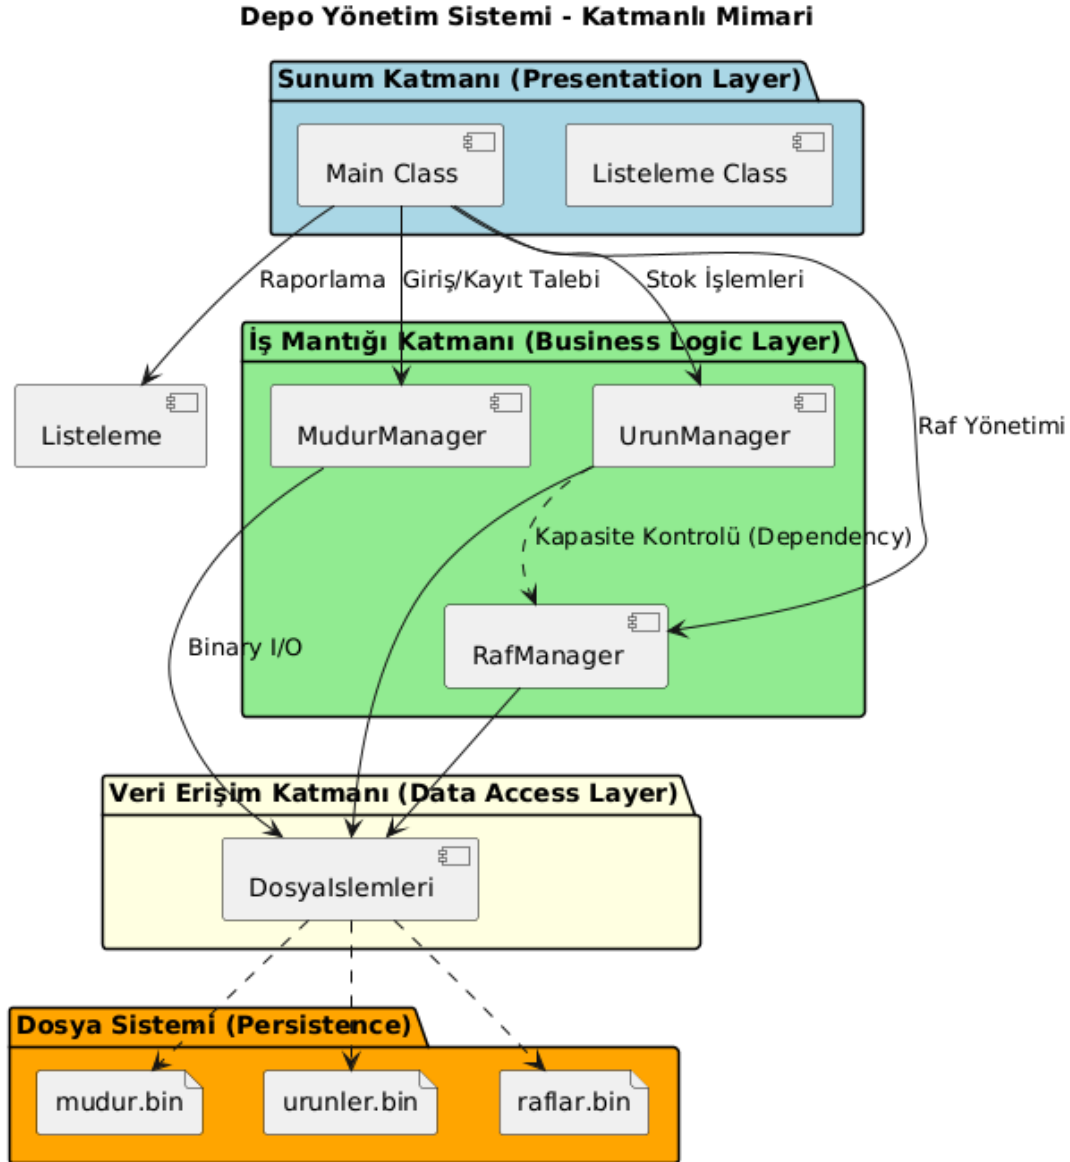 Depo Yönetim Sistemi - Katmanlı Mimari
Sunum Katmanı (Presentation Layer)
Main Class
Listeleme Class
Raporlama
Giriş/Kayıt Talebi
Stok İşlemleri
İş Mantığı Katmanı (Business Logic Layer)
Listeleme
MudurManager
UrunManager
Raf Yönetimi
Kapasite Kontrolü (Dependency)
Binary I/O
RafManager
Veri Erişim Katmanı (Data Access Layer)
DosyaIslemleri
Dosya Sistemi (Persistence)
mudur.bin
urunler.bin
raflar.bin